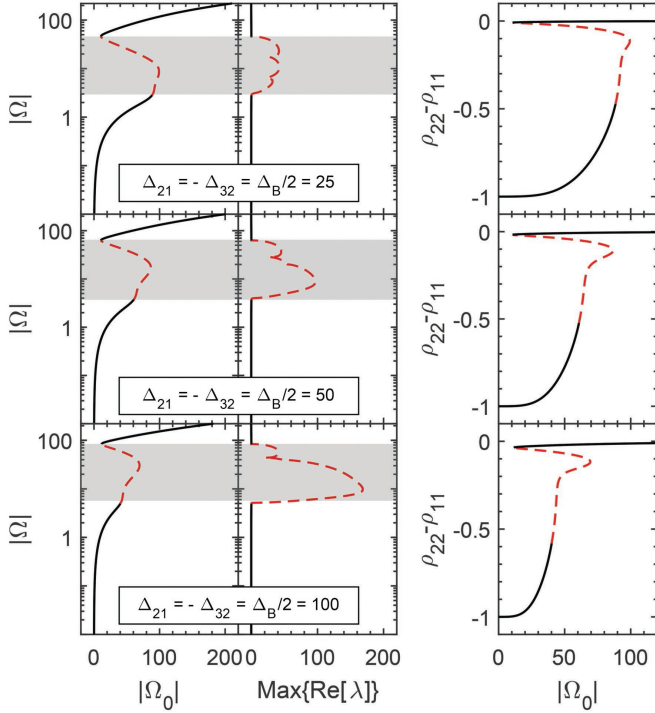 100
1
|Ω|
Δ21 = - Δ32 = ΔB/2 = 25
0
-0.5
-1
ρ22-ρ11
100
1
|Ω|
Δ21 = - Δ32 = ΔB/2 = 50
0
-0.5
-1
ρ22-ρ11
100
1
|Ω|
Δ21 = - Δ32 = ΔB/2 = 100
0
-0.5
-1
ρ22-ρ11
0 100 200 0 100 200 0 50 100
|Ω0| Max{Re[λ]} |Ω0|